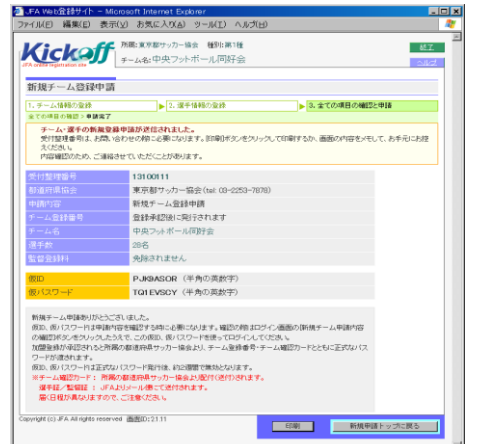 JFA Web登録サイト - Microsoft Internet Explorer
ファイル(F) 編集(E) 表示(V) お気に入り(A) ツール(T) ヘルプ(H)
Kickoff
JFA online registration site
所属:東京都サッカー協会 種別:第1種
チーム名:中央フットボール同好会
終了
ヘルプ
新規チーム登録申請
1. チーム情報の登録
2. 選手情報の登録
3. 全ての項目の確認と申請
全ての項目の確認 > 申請完了
チーム・選手の新規登録申請が送信されました。
受付整理番号は、お問い合わせの際に必要になります。[印刷]ボタンをクリックして印刷するか、画面の内容をメモして、お手元にお控
えください。
内容確認のため、ご連絡させていただくことがあります。
受付整理番号 13100111
都道府県協会 東京都サッカー協会(tel: 03-2253-7878)
申請内容 新規チーム登録申請
チーム登録番号 登録承認後に発行されます
チーム名 中央フットボール同好会
選手数 28名
監督登録料 免除されません
仮ID PJK9ASOR (半角の英数字)
仮パスワード TQ1EVSCY (半角の英数字)
新規チーム申請ありがとうございました。
仮ID、仮パスワードは申請内容を確認する時に必要になります。確認の際はログイン画面の[新規チーム申請内容
の確認]ボタンをクリックしたうえで、この仮ID、仮パスワードを使ってログインしてください。
加盟登録が承認されると所属の都道府県サッカー協会より、チーム登録番号・チーム確認カードとともに正式なパス
ワードが渡されます。
仮ID、仮パスワードは正式なパスワード発行後、約2週間で無効となります。
※チーム確認カード: 所属の都道府県サッカー協会より配付(送付)されます。
選手証/監督証 : JFAよりメール便にて送付されます。
届く日程が異なりますので、ご注意ください。
Copyright (c) JFA All rights reserved 画面ID:2.1.11
印刷
新規申請トップに戻る